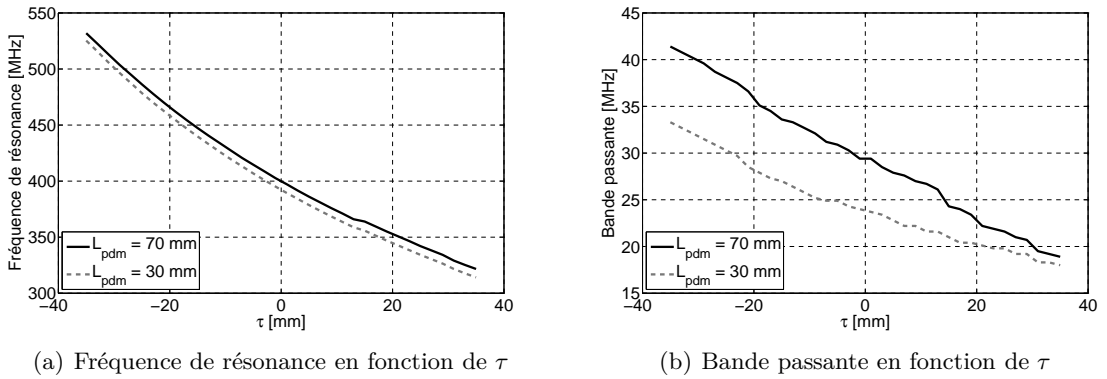 550
500
450
400
350
300
Fréquence de résonance [MHz]
L_pdm = 70 mm
L_pdm = 30 mm
−40 −20 0 20 40
τ [mm]
(a) Fréquence de résonance en fonction de τ
45
40
35
30
25
20
15
Bande passante [MHz]
L_pdm = 70 mm
L_pdm = 30 mm
−40 −20 0 20 40
τ [mm]
(b) Bande passante en fonction de τ